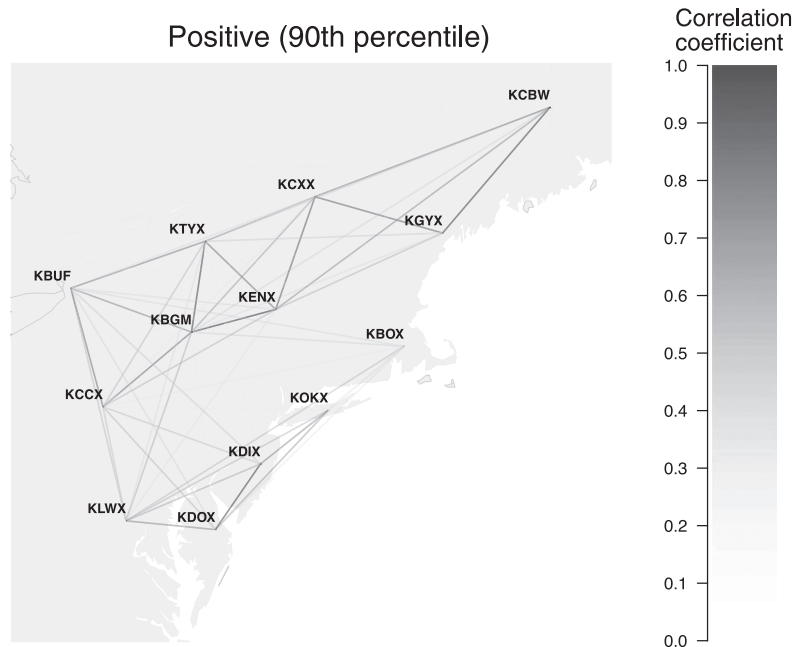 Positive (90th percentile)
Correlation
coefficient
KCBW
KCXX
KGYX
KTYX
KBUF
KENX
KBGM
KBOX
KCCX
KOKX
KDIX
KLWX
KDOX
1.0
0.9
0.8
0.7
0.6
0.5
0.4
0.3
0.2
0.1
0.0